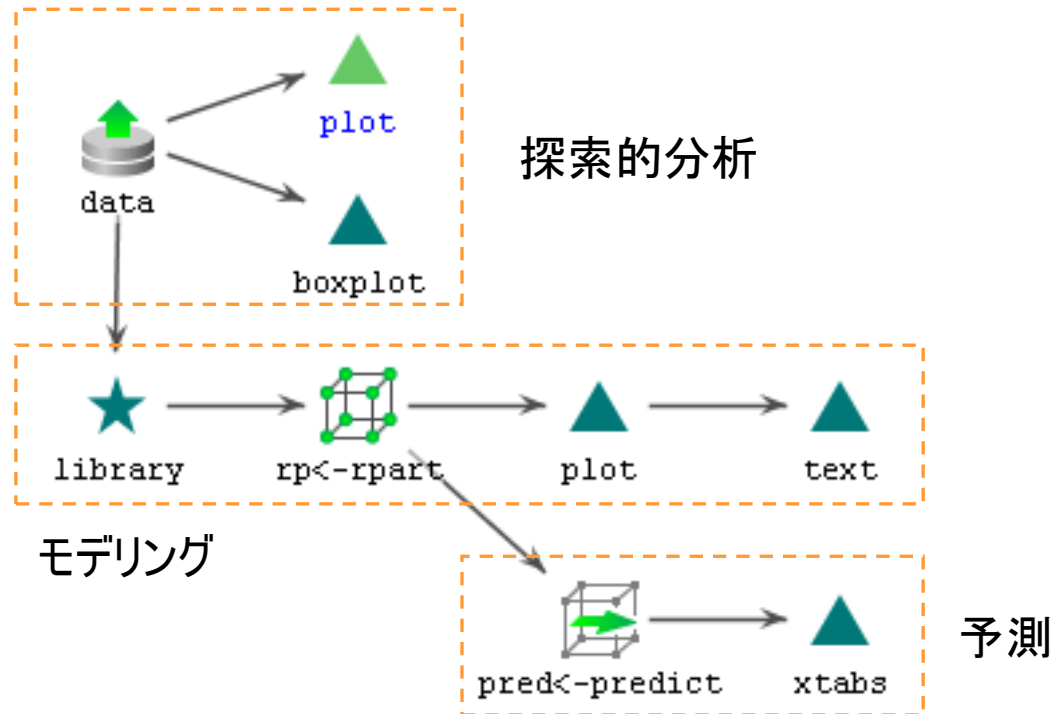 plot
探索的分析
data
boxplot
library
rp<-rpart
plot
text
モデリング
予測
pred<-predict
xtabs